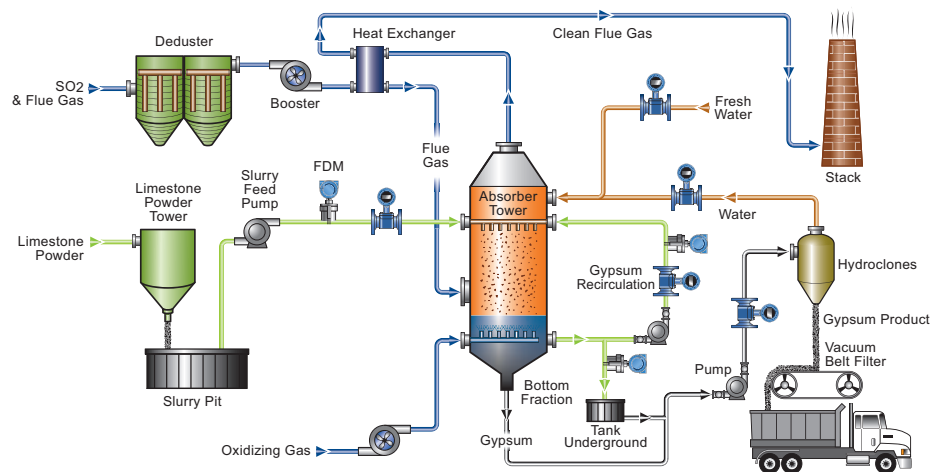 Deduster
Heat Exchanger
Clean Flue Gas
SO2
& Flue Gas
Booster
Fresh
Water
Flue
Gas
FDM
Slurry
Feed
Pump
Limestone
Powder
Tower
Absorber
Tower
Stack
Water
Limestone
Powder
Gypsum
Recirculation
Hydroclones
Gypsum Product
Vacuum
Belt Filter
Pump
Slurry Pit
Bottom
Fraction
Tank
Underground
Gypsum
Oxidizing Gas